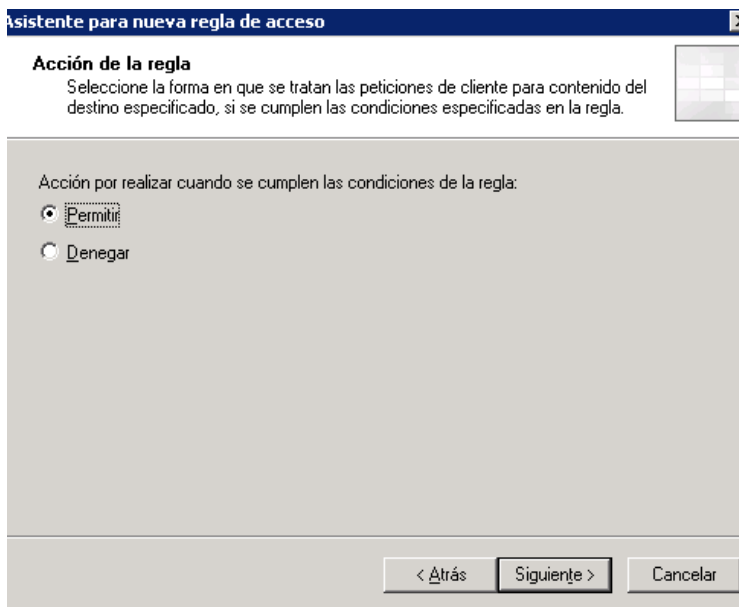 Asistente para nueva regla de acceso
Acción de la regla
Seleccione la forma en que se tratan las peticiones de cliente para contenido del
destino especificado, si se cumplen las condiciones especificadas en la regla.
Acción por realizar cuando se cumplen las condiciones de la regla:
Permitir
Denegar
< Atrás Siguiente > Cancelar